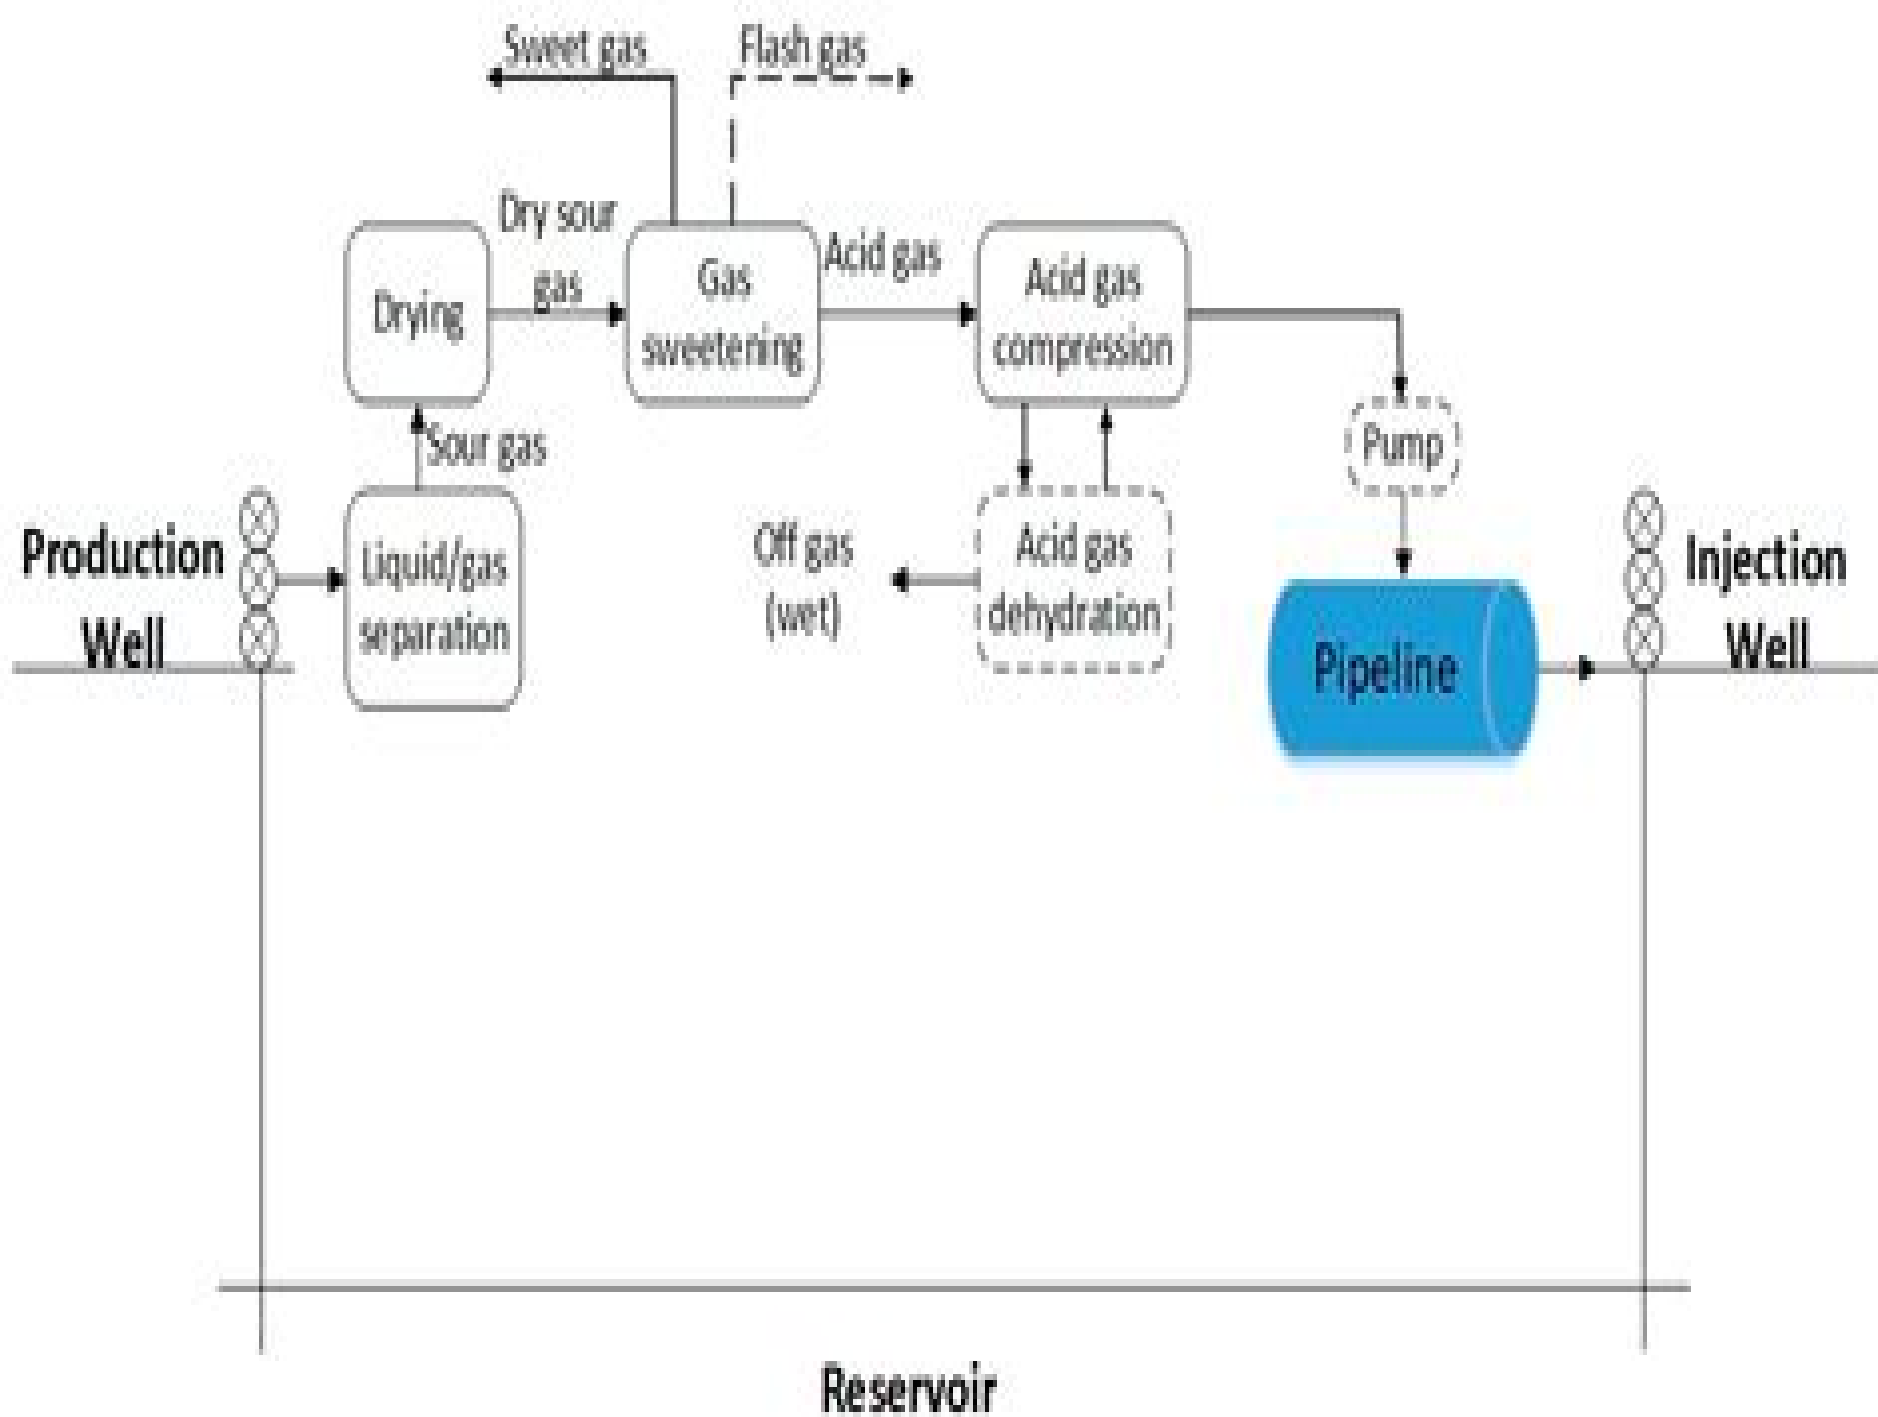 Sweet gas
Flash gas
Dry sour
gas
Drying
Gas
sweetening
Acid gas
Acid gas
compression
Sour gas
Pump
Production
Well
Liquid/gas
separation
Off gas
(wet)
Acid gas
dehydration
Pipeline
Injection
Well
Reservoir